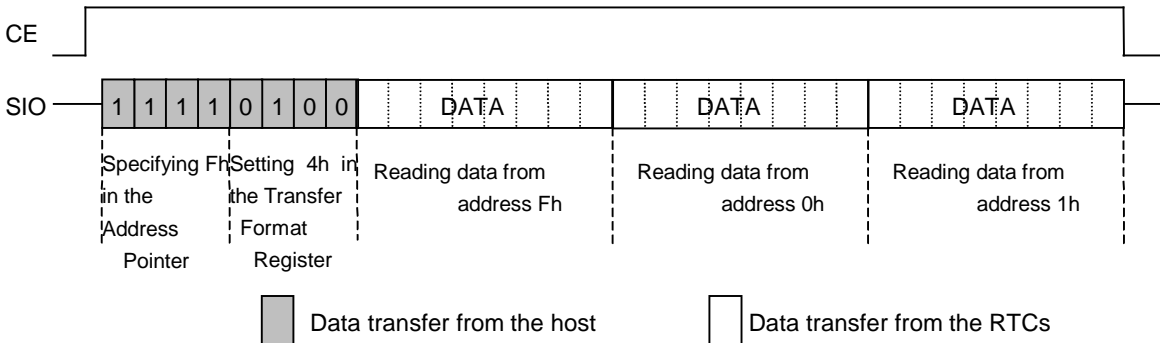 CE
SIO 1 1 1 1 0 1 0 0 DATA DATA DATA
Specifying Fh
in the
Address
Pointer
Setting 4h in
the Transfer
Format
Register
Reading data from
address Fh
Reading data from
address 0h
Reading data from
address 1h
Data transfer from the host
Data transfer from the RTCs